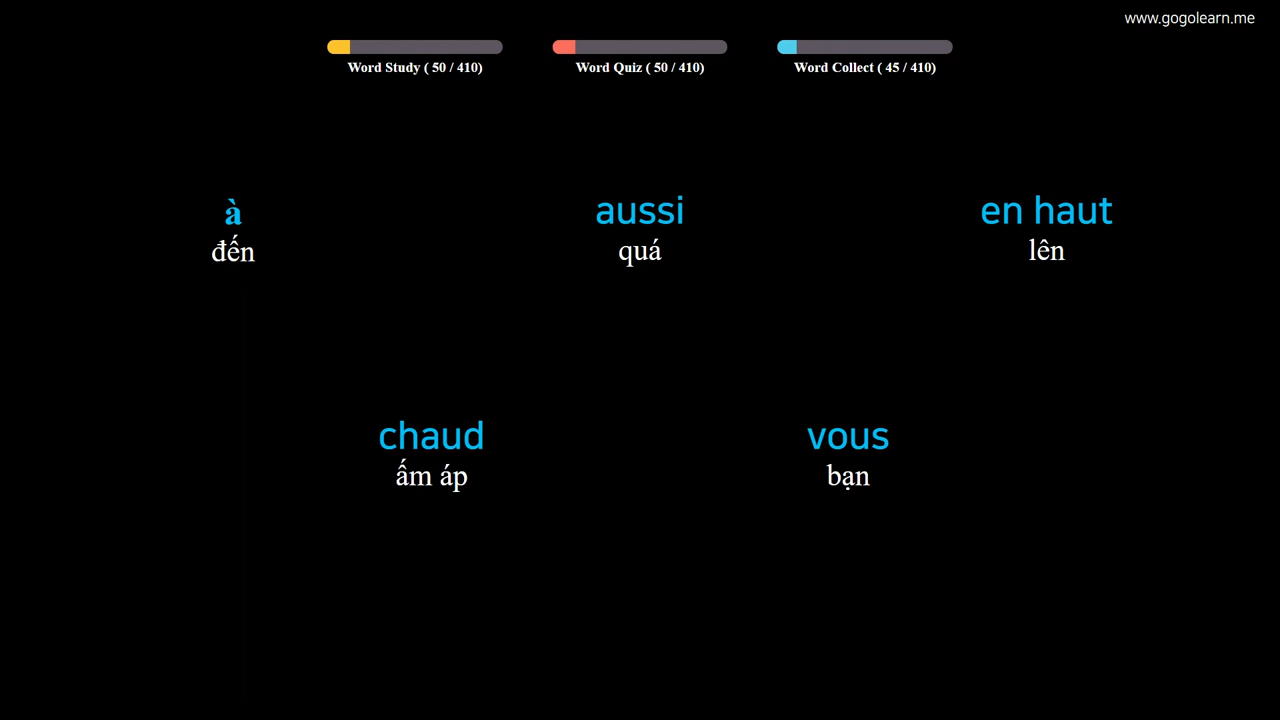 www.gogolearn.me
Word Study ( 50 / 410)
Word Quiz ( 50 / 410)
Word Collect ( 45 / 410)
à
đến
aussi
quá
en haut
lên
chaud
ấm áp
vous
bạn